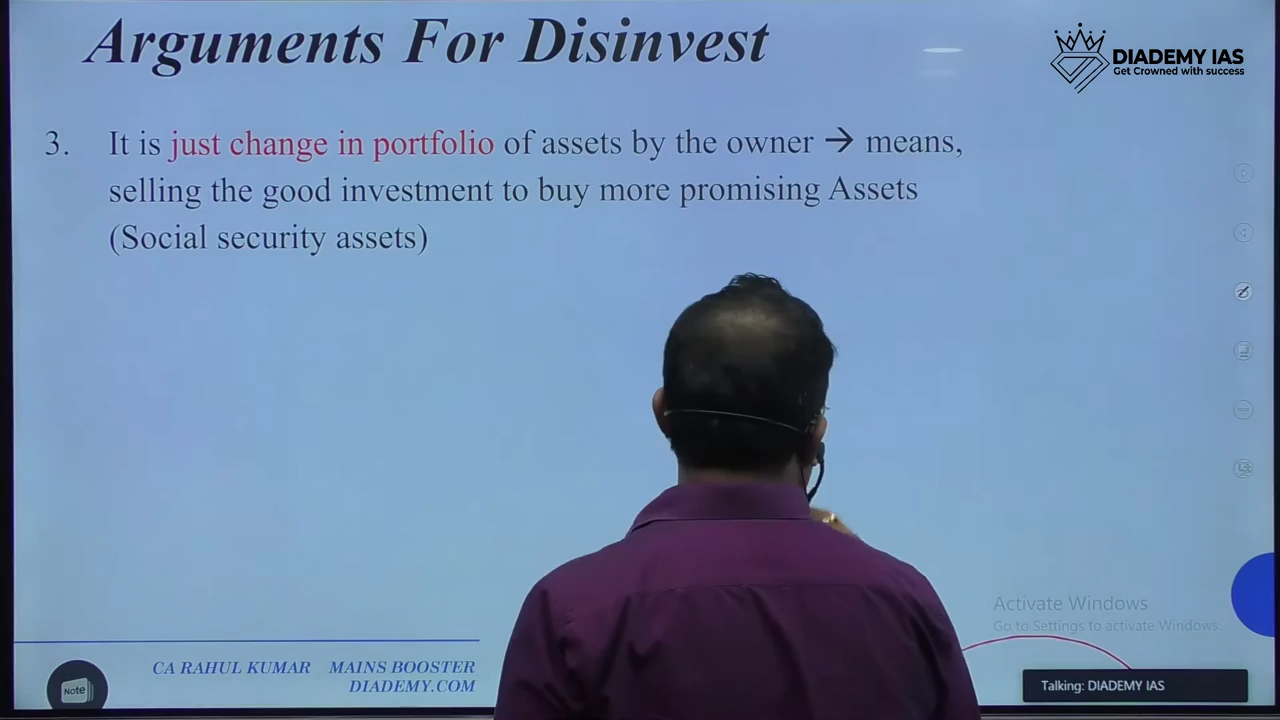 Arguments For Disinvest
DIADEMY IAS
Get Crowned with success
3. It is just change in portfolio of assets by the owner → means,
selling the good investment to buy more promising Assets
(Social security assets)
Activate Windows
Go to Settings to activate Windows.
CA RAHUL KUMAR MAINS BOOSTER
DIADEMY.COM
Note
Talking: DIADEMY IAS